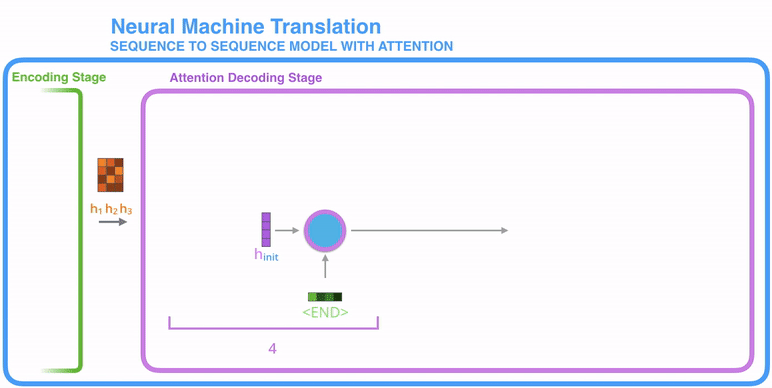 Neural Machine Translation
SEQUENCE TO SEQUENCE MODEL WITH ATTENTION
Encoding Stage
Attention Decoding Stage
h₁ h₂ h₃
hinit
<END>
4